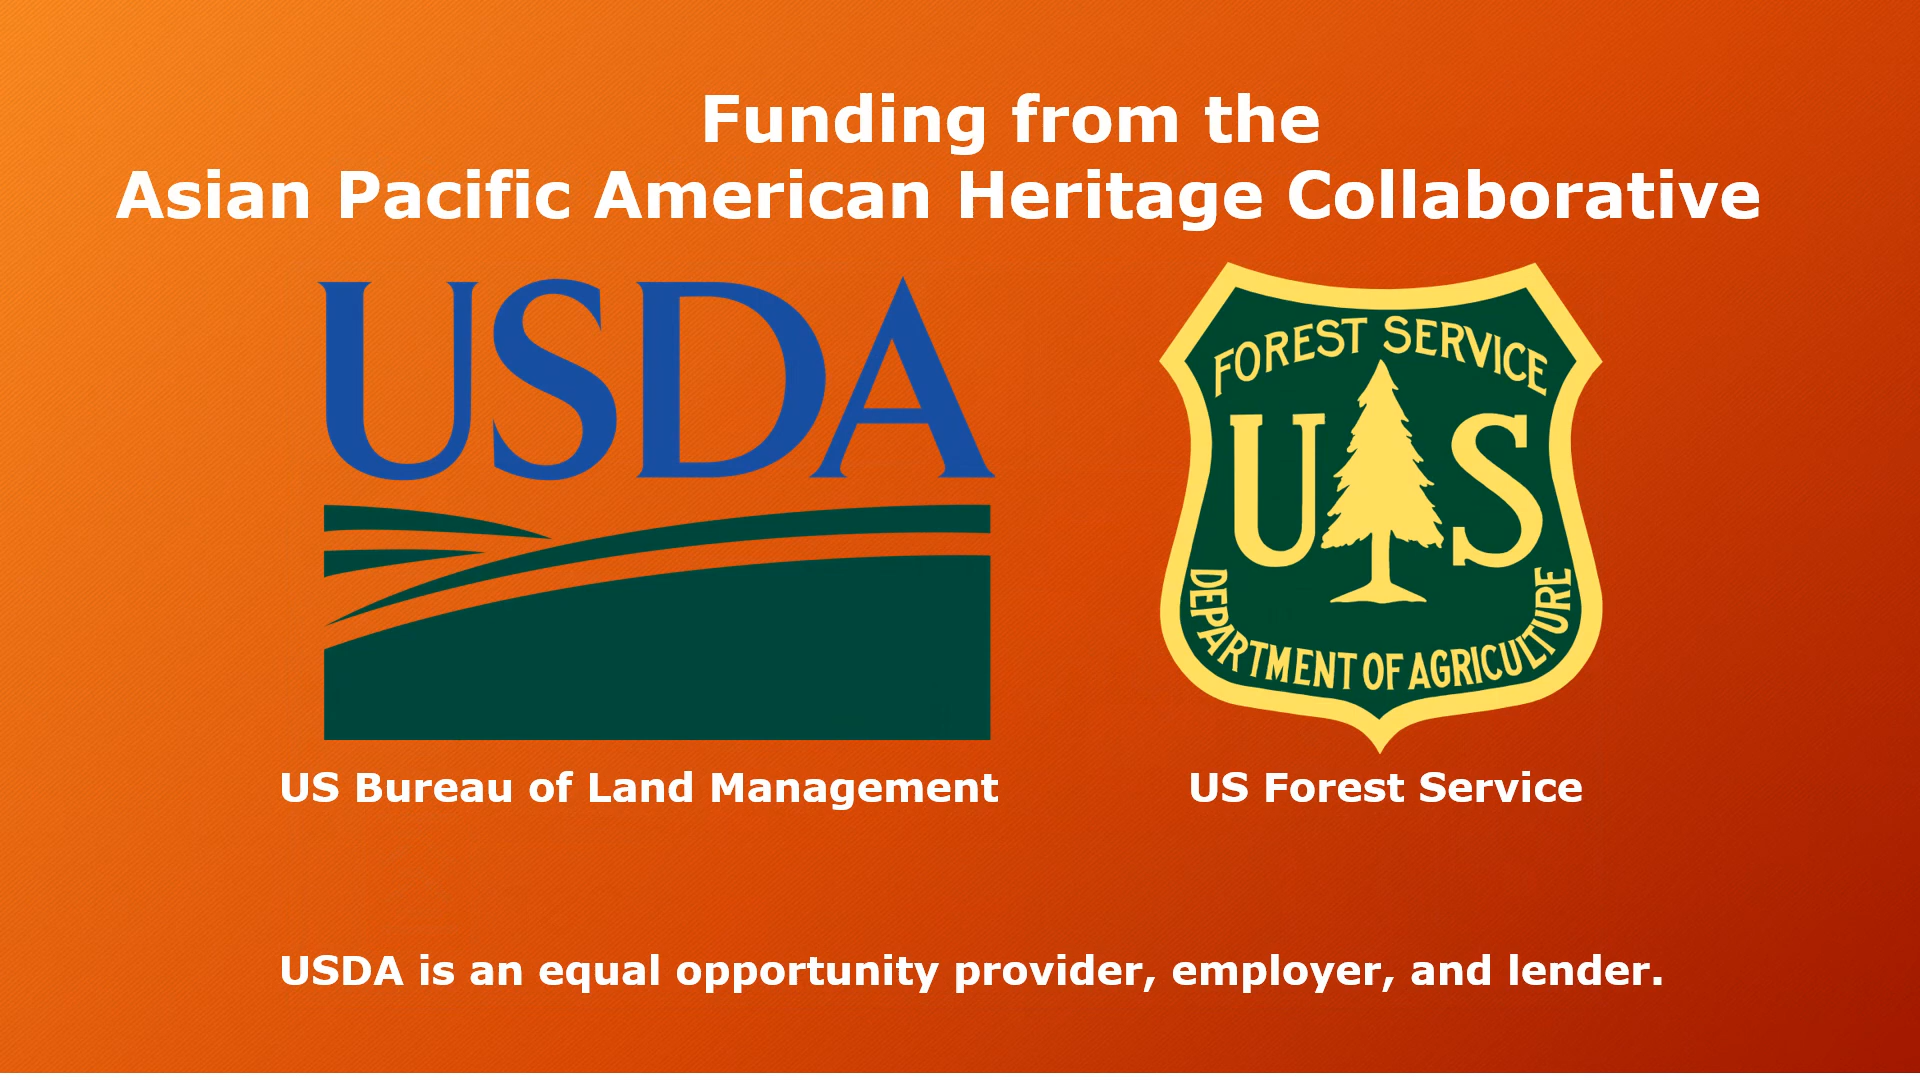 Funding from the
Asian Pacific American Heritage Collaborative
USDA
FOREST SERVICE
U S
DEPARTMENT OF AGRICULTURE
US Bureau of Land Management
US Forest Service
USDA is an equal opportunity provider, employer, and lender.